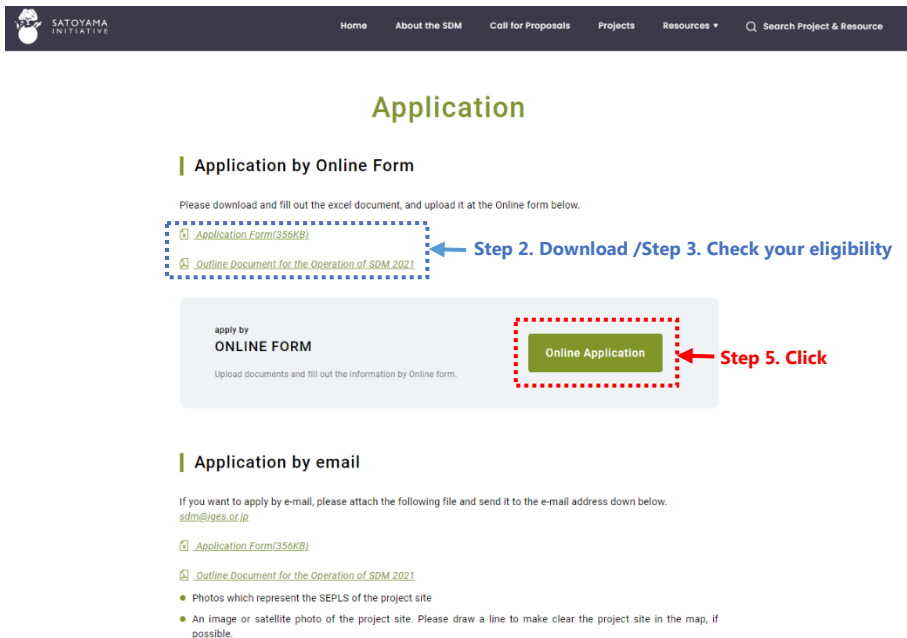 SATOYAMA
INITIATIVE
Home About the SDM Call for Proposals Projects Resources ▾ Search Project & Resource
Application
Application by Online Form
Please download and fill out the excel document, and upload it at the Online form below.
Application Form(356KB)
Outline Document for the Operation of SDM 2021
Step 2. Download /Step 3. Check your eligibility
apply by
ONLINE FORM
Upload documents and fill out the information by Online form.
Online Application
Step 5. Click
Application by email
If you want to apply by e-mail, please attach the following file and send it to the e-mail address down below.
sdm@iges.or.jp
Application Form(356KB)
Outline Document for the Operation of SDM 2021
● Photos which represent the SEPLS of the project site
● An image or satellite photo of the project site. Please draw a line to make clear the project site in the map, if
possible.